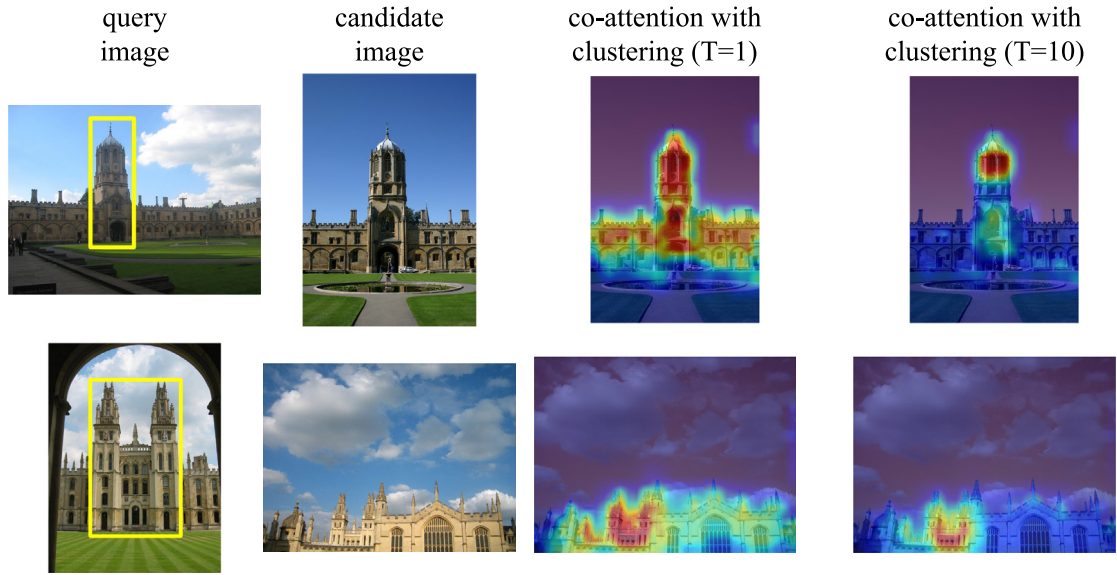 query
image
candidate
image
co-attention with
clustering (T=1)
co-attention with
clustering (T=10)